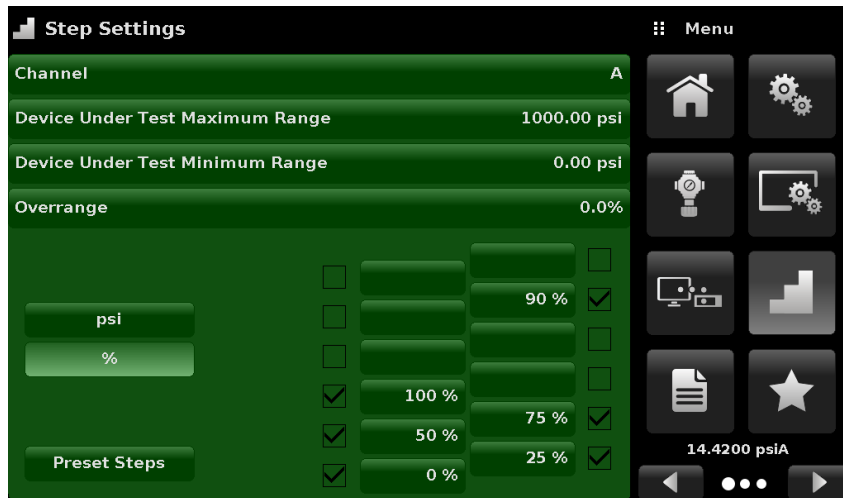 Step Settings
Menu
Channel A
Device Under Test Maximum Range 1000.00 psi
Device Under Test Minimum Range 0.00 psi
Overrange 0.0%
90 %
psi
%
100 %
75 %
50 %
25 %
Preset Steps
0 %
14.4200 psiA